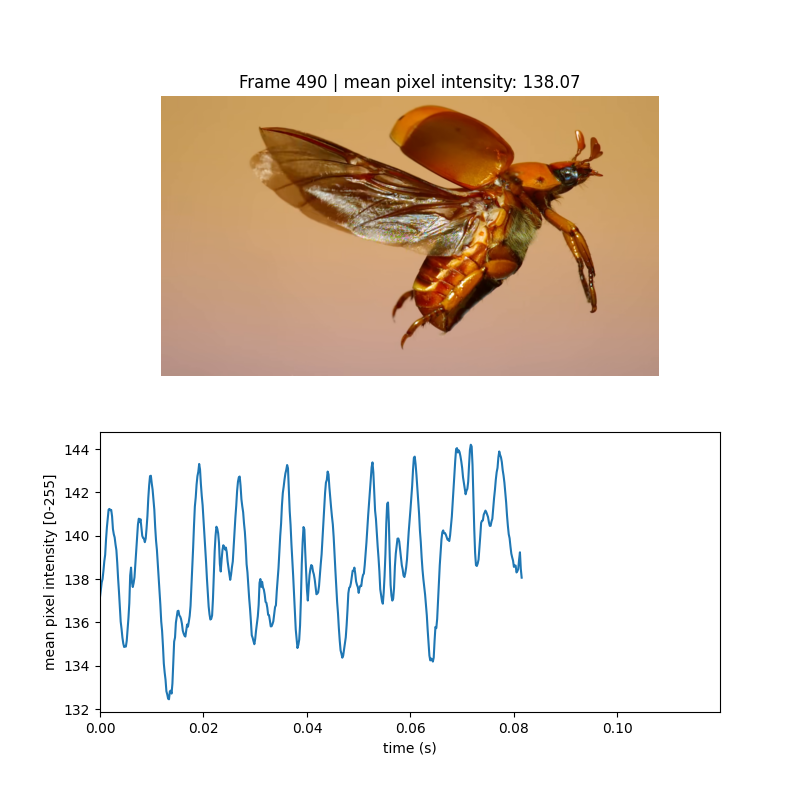 Frame 490 | mean pixel intensity: 138.07
144
142
140
138
136
134
132
mean pixel intensity [0-255]
0.00 0.02 0.04 0.06 0.08 0.10
time (s)